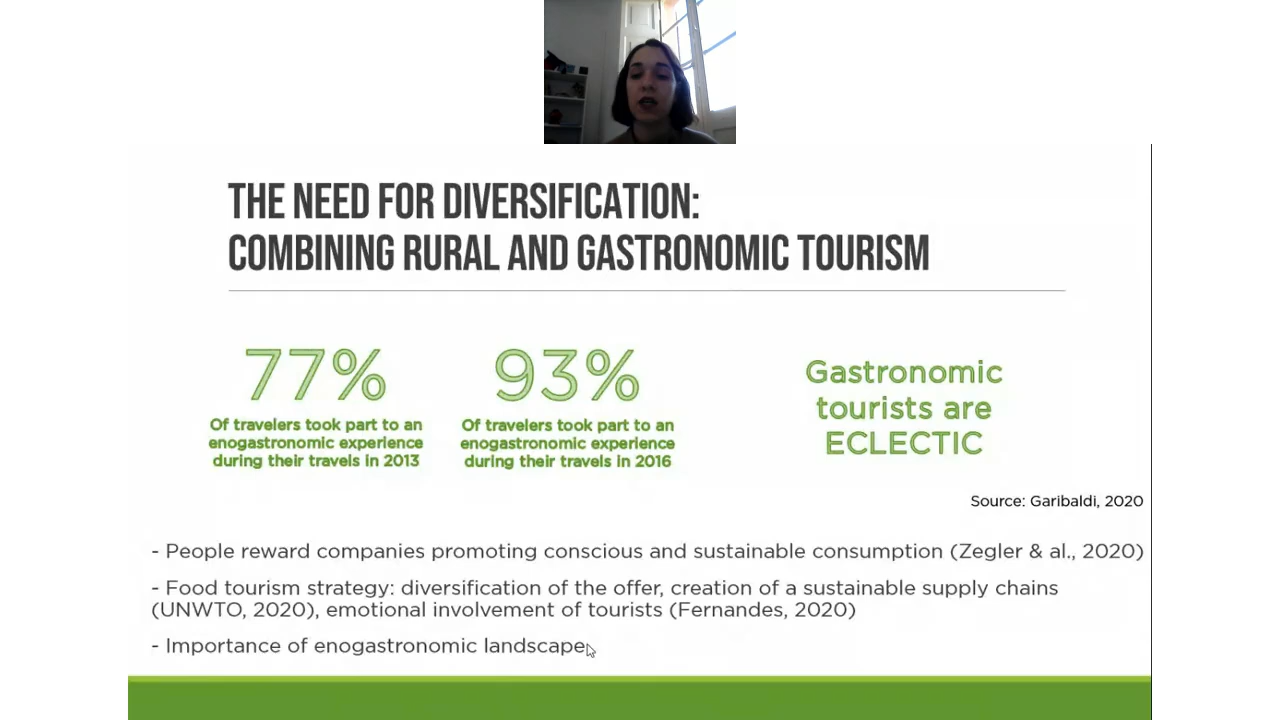 THE NEED FOR DIVERSIFICATION:
COMBINING RURAL AND GASTRONOMIC TOURISM
77%
Of travelers took part to an
enogastronomic experience
during their travels in 2013
93%
Of travelers took part to an
enogastronomic experience
during their travels in 2016
Gastronomic
tourists are
ECLECTIC
Source: Garibaldi, 2020
- People reward companies promoting conscious and sustainable consumption (Zegler & al., 2020)
- Food tourism strategy: diversification of the offer, creation of a sustainable supply chains
(UNWTO, 2020), emotional involvement of tourists (Fernandes, 2020)
- Importance of enogastronomic landscape